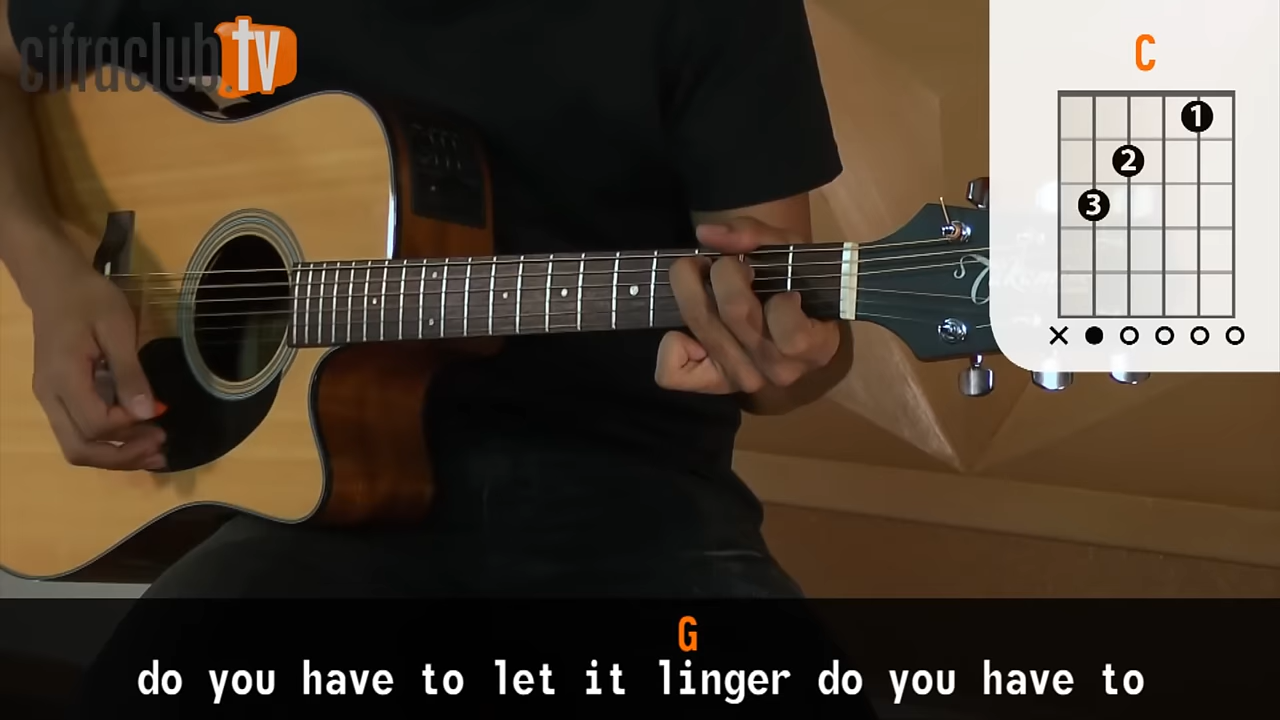 cifraclub.tv
C
1
2
3
X
G
do you have to let it linger do you have to